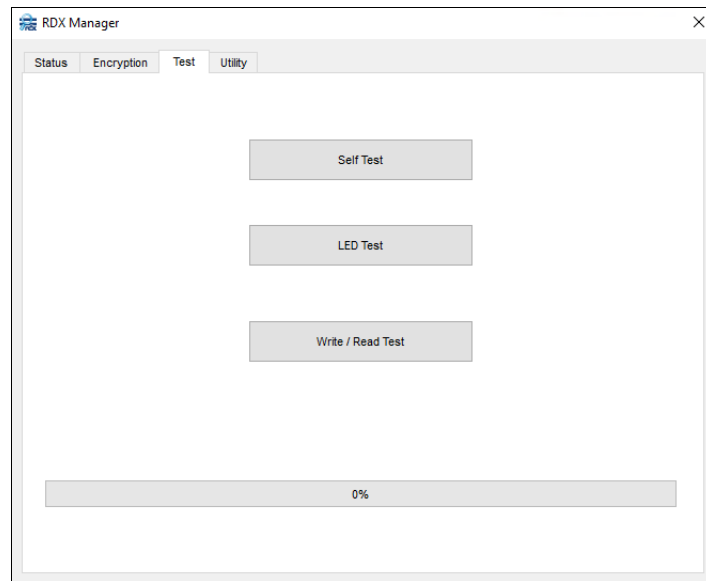 RDX Manager
Status Encryption Test Utility
Self Test
LED Test
Write / Read Test
0%